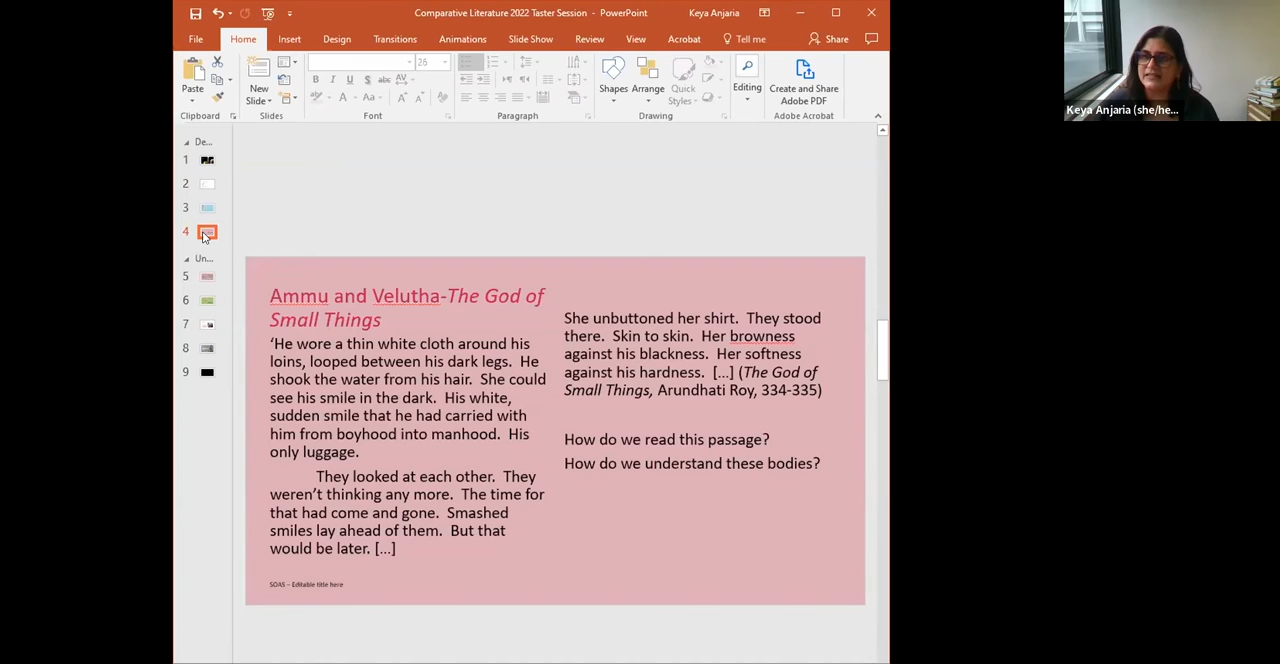 Comparative Literature 2022 Taster Session - PowerPoint
Keya Anjaria
File
Home
Insert
Design
Transitions
Animations
Slide Show
Review
View
Acrobat
Tell me
Share
Paste
New
Slide
26
B I U S abc AV
Aa
A A
Shapes
Arrange
Quick
Styles
Editing
Create and Share
Adobe PDF
Clipboard
Slides
Font
Paragraph
Drawing
Adobe Acrobat
De...
1
2
3
4
Un...
5
6
7
8
9
Ammu and Velutha-The God of
Small Things
‘He wore a thin white cloth around his
loins, looped between his dark legs. He
shook the water from his hair. She could
see his smile in the dark. His white,
sudden smile that he had carried with
him from boyhood into manhood. His
only luggage.
They looked at each other. They
weren’t thinking any more. The time for
that had come and gone. Smashed
smiles lay ahead of them. But that
would be later. […]
SOAS – Editable title here
She unbuttoned her shirt. They stood
there. Skin to skin. Her browness
against his blackness. Her softness
against his hardness. […] (The God of
Small Things, Arundhati Roy, 334-335)
How do we read this passage?
How do we understand these bodies?
Keya Anjaria (she/he...